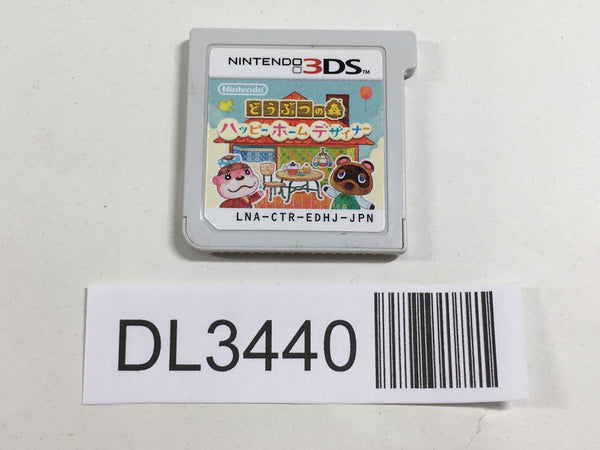 NINTENDO 3DS™
Nintendo
どうぶつの森
ハッピーホームデザイナー
LNA-CTR-EDHJ-JPN
DL3440